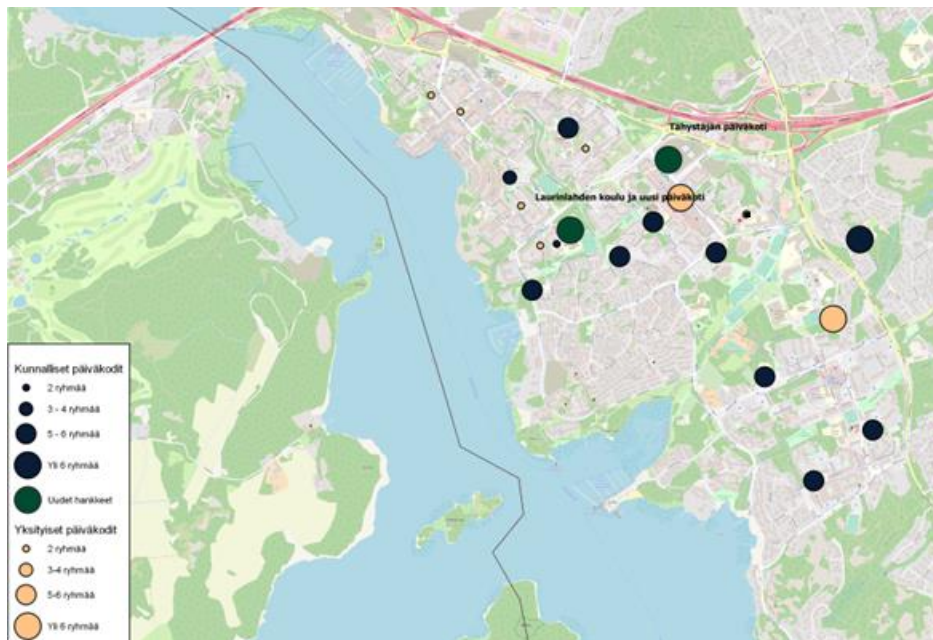 Tähystäjän päiväkoti
Laurinlahden koulu ja uusi päiväkoti
Kunnalliset päiväkodit
2 ryhmää
3 - 4 ryhmää
5 - 6 ryhmää
Yli 6 ryhmää
Uudet hankkeet
Yksityiset päiväkodit
2 ryhmää
3-4 ryhmää
5-6 ryhmää
Yli 6 ryhmää